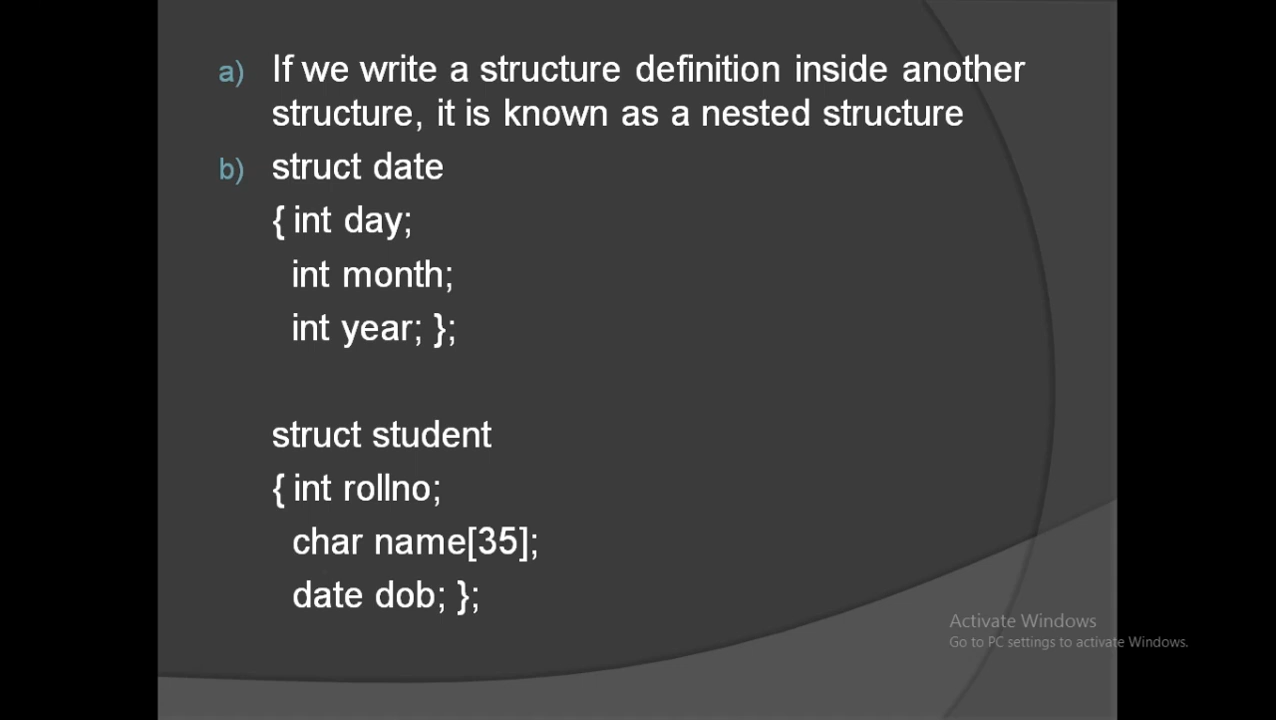 a) If we write a structure definition inside another
structure, it is known as a nested structure
b) struct date
{ int day;
int month;
int year; };
struct student
{ int rollno;
char name[35];
date dob; };
Activate Windows
Go to PC settings to activate Windows.